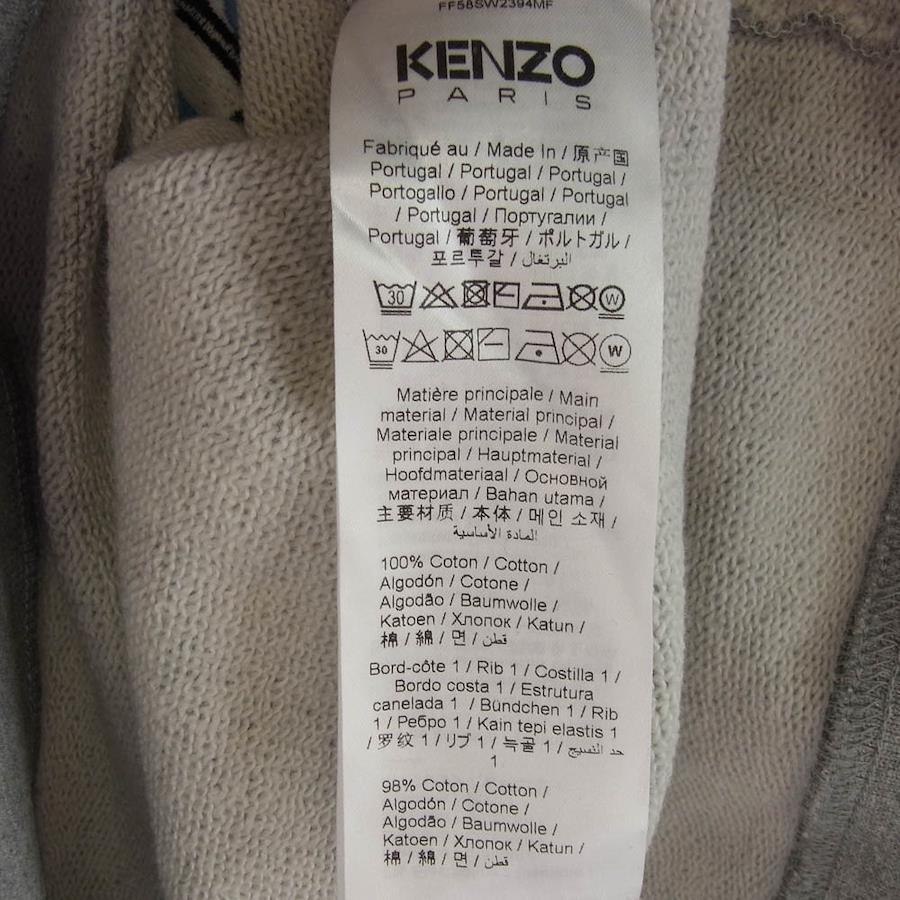 FF58SW2394MF
KENZO
PARIS
Fabriqué au / Made In / 原产国
Portugal / Portugal / Portugal /
Portogallo / Portugal / Portugal
/ Portugal / Португалии /
Portugal / 葡萄牙 / ポルトガル /
포르투갈 / البرتغال
30 W
30 W
Matière principale / Main
material / Material principal /
Materiale principale / Material
principal / Hauptmaterial /
Hoofdmateriaal / Основной
материал / Bahan utama /
主要材质 / 本体 / 메인 소재 /
المادة الأساسية
100% Coton / Cotton /
Algodón / Cotone /
Algodão / Baumwolle /
Katoen / Хлопок / Katun /
棉 / 綿 / 면 / قطن
Bord-côte 1 / Rib 1 / Costilla 1 /
Bordo costa 1 / Estrutura
canelada 1 / Bündchen 1 / Rib
1 / Ребро 1 / Kain tepi elastis 1
/ 罗纹 1 / リブ 1 / 늑골 1 / حد النسيج
1
98% Coton / Cotton /
Algodón / Cotone /
Algodão / Baumwolle /
Katoen / Хлопок / Katun /
棉 / 綿 / 면 / قطن